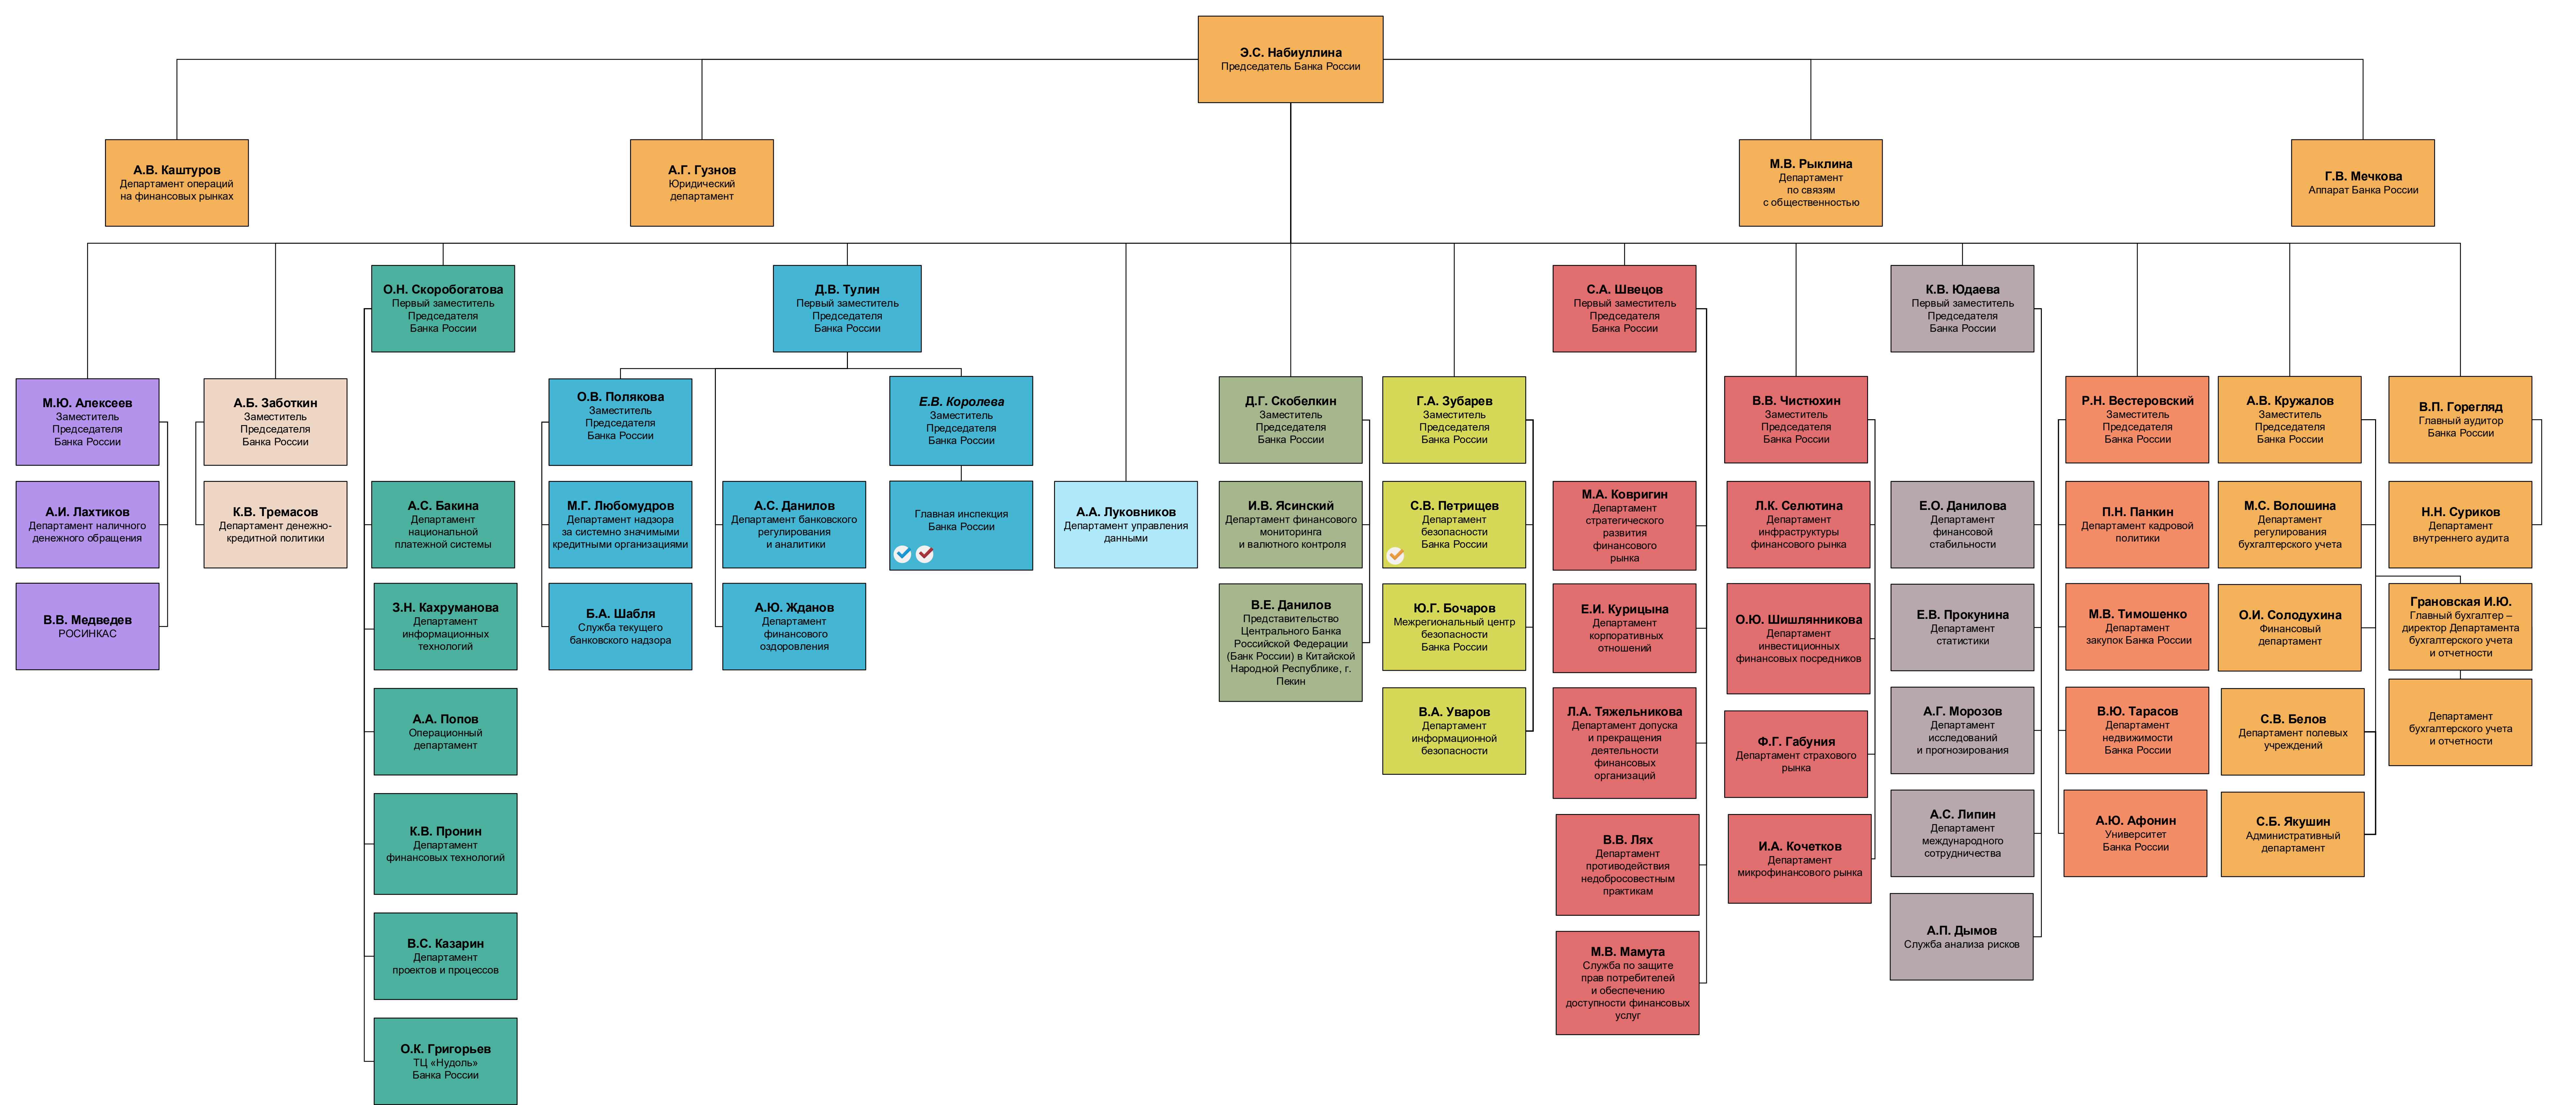 Э.С. Набиуллина
Председатель Банка России
А.В. Каштуров
Департамент операций
на финансовых рынках
А.Г. Гузнов
Юридический
департамент
М.В. Рыклина
Департамент
по связям
с общественностью
Г.В. Мечкова
Аппарат Банка России
О.Н. Скоробогатова
Первый заместитель
Председателя
Банка России
Д.В. Тулин
Первый заместитель
Председателя
Банка России
С.А. Швецов
Первый заместитель
Председателя
Банка России
К.В. Юдаева
Первый заместитель
Председателя
Банка России
М.Ю. Алексеев
Заместитель
Председателя
Банка России
А.Б. Заботкин
Заместитель
Председателя
Банка России
О.В. Полякова
Заместитель
Председателя
Банка России
Е.В. Королева
Заместитель
Председателя
Банка России
Д.Г. Скобелкин
Заместитель
Председателя
Банка России
Г.А. Зубарев
Заместитель
Председателя
Банка России
В.В. Чистюхин
Заместитель
Председателя
Банка России
Р.Н. Вестеровский
Заместитель
Председателя
Банка России
А.В. Кружалов
Заместитель
Председателя
Банка России
В.П. Горегляд
Главный аудитор
Банка России
А.И. Лахтиков
Департамент наличного
денежного обращения
К.В. Тремасов
Департамент денежно-
кредитной политики
А.С. Бакина
Департамент
национальной
платежной системы
М.Г. Любомудров
Департамент надзора
за системно значимыми
кредитными организациями
А.С. Данилов
Департамент банковского
регулирования
и аналитики
Главная инспекция
Банка России
А.А. Луковников
Департамент управления
данными
И.В. Ясинский
Департамент финансового
мониторинга
и валютного контроля
С.В. Петрищев
Департамент
безопасности
Банка России
М.А. Ковригин
Департамент
стратегического
развития
финансового
рынка
Л.К. Селютина
Департамент
инфраструктуры
финансового рынка
Е.О. Данилова
Департамент
финансовой
стабильности
П.Н. Панкин
Департамент кадровой
политики
М.С. Волошина
Департамент
регулирования
бухгалтерского учета
Н.Н. Суриков
Департамент
внутреннего аудита
В.В. Медведев
РОСИНКАС
З.Н. Кахруманова
Департамент
информационных
технологий
Б.А. Шабля
Служба текущего
банковского надзора
А.Ю. Жданов
Департамент
финансового
оздоровления
В.Е. Данилов
Представительство
Центрального Банка
Российской Федерации
(Банк России) в Китайской
Народной Республике, г.
Пекин
Ю.Г. Бочаров
Межрегиональный центр
безопасности
Банка России
Е.И. Курицына
Департамент
корпоративных
отношений
О.Ю. Шишлянникова
Департамент
инвестиционных
финансовых посредников
Е.В. Прокунина
Департамент
статистики
М.В. Тимошенко
Департамент
закупок Банка России
О.И. Солодухина
Финансовый
департамент
Грановская И.Ю.
Главный бухгалтер –
директор Департамента
бухгалтерского учета
и отчетности
А.А. Попов
Операционный
департамент
В.А. Уваров
Департамент
информационной
безопасности
Л.А. Тяжельникова
Департамент допуска
и прекращения
деятельности
финансовых
организаций
Ф.Г. Габуния
Департамент страхового
рынка
А.Г. Морозов
Департамент
исследований
и прогнозирования
В.Ю. Тарасов
Департамент
недвижимости
Банка России
С.В. Белов
Департамент полевых
учреждений
Департамент
бухгалтерского учета
и отчетности
К.В. Пронин
Департамент
финансовых технологий
В.В. Лях
Департамент
противодействия
недобросовестным
практикам
И.А. Кочетков
Департамент
микрофинансового рынка
А.С. Липин
Департамент
международного
сотрудничества
А.Ю. Афонин
Университет
Банка России
С.Б. Якушин
Административный
департамент
В.С. Казарин
Департамент
проектов и процессов
М.В. Мамута
Служба по защите
прав потребителей
и обеспечению
доступности финансовых
услуг
А.П. Дымов
Служба анализа рисков
О.К. Григорьев
ТЦ «Нудоль»
Банка России